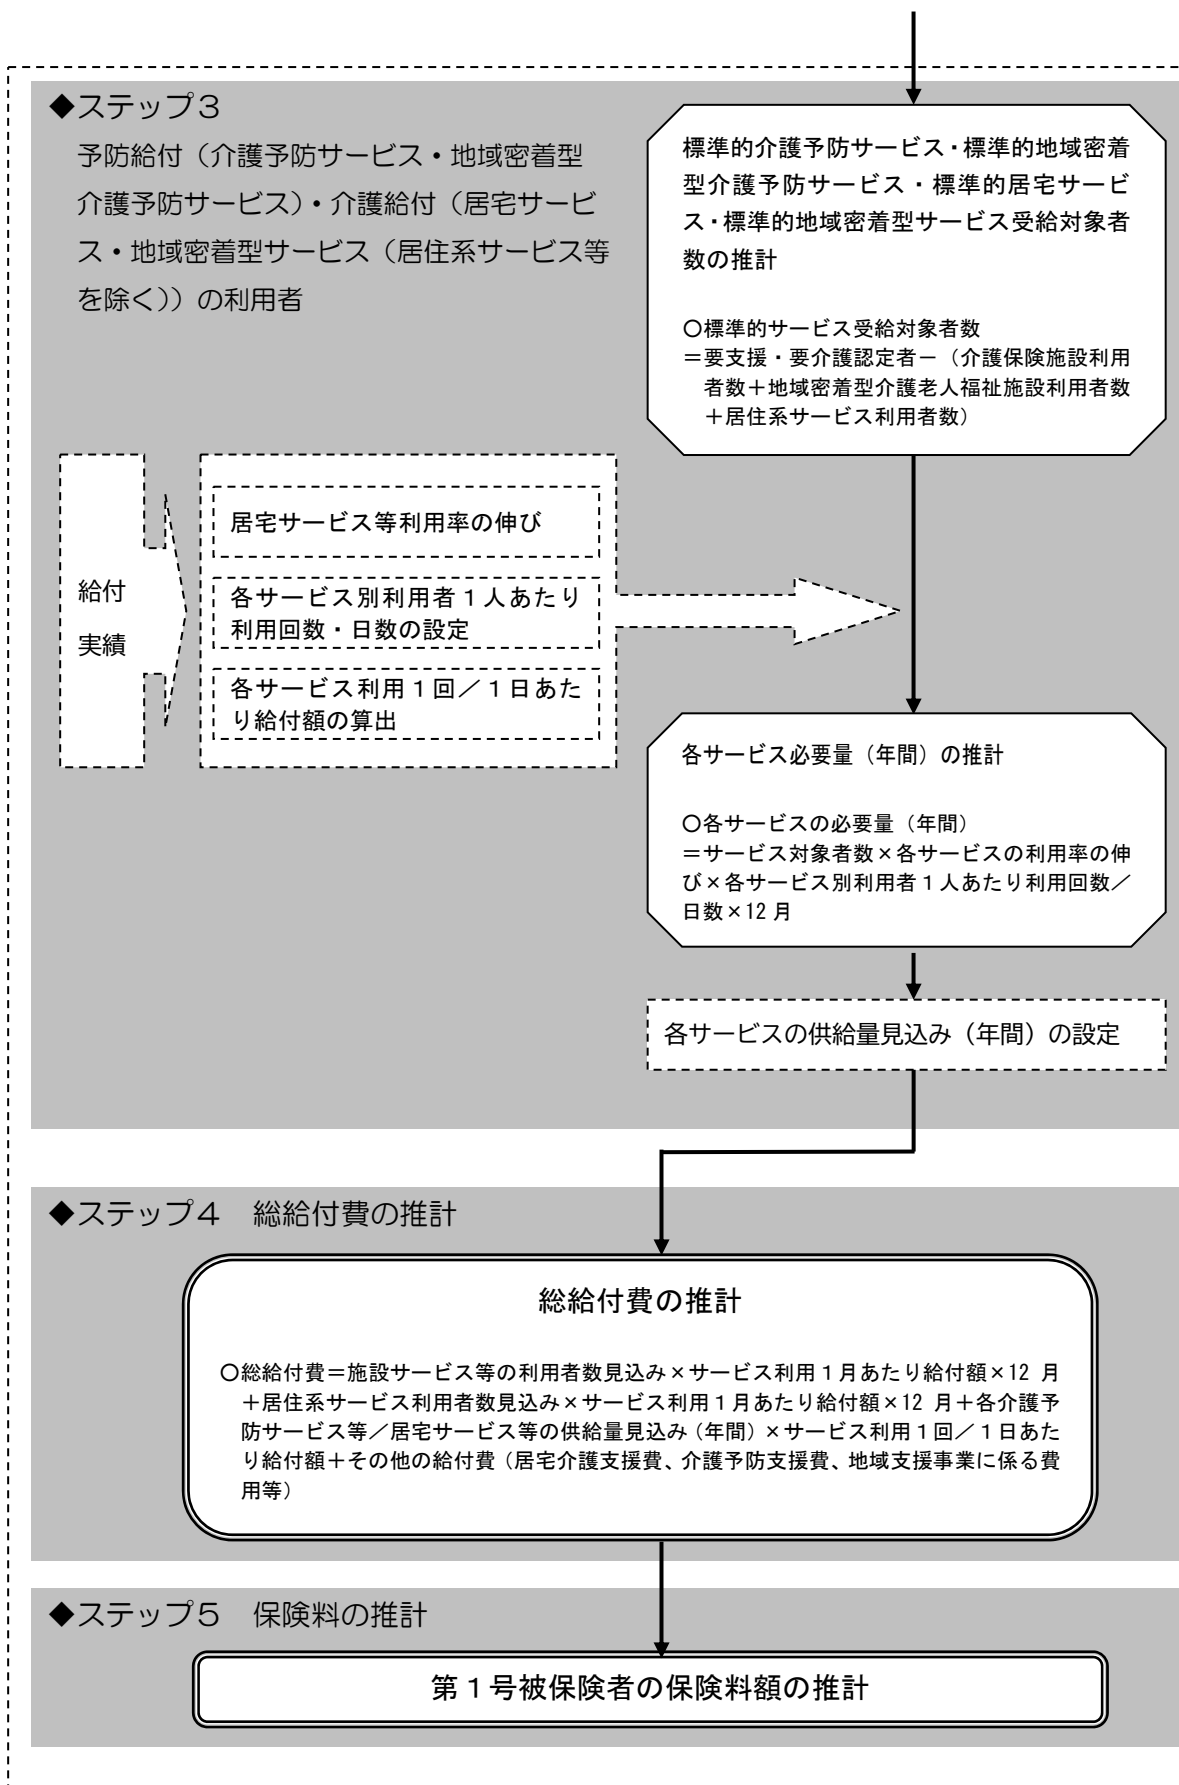 ◆ステップ３
予防給付（介護予防サービス・地域密着型
介護予防サービス）・介護給付（居宅サービ
ス・地域密着型サービス（居住系サービス等
を除く））の利用者
標準的介護予防サービス・標準的地域密着
型介護予防サービス・標準的居宅サービ
ス・標準的地域密着型サービス受給対象者
数の推計
〇標準的サービス受給対象者数
＝要支援・要介護認定者－（介護保険施設利用
者数＋地域密着型介護老人福祉施設利用者数
＋居住系サービス利用者数）
給付
実績
居宅サービス等利用率の伸び
各サービス別利用者１人あたり
利用回数・日数の設定
各サービス利用１回／１日あた
り給付額の算出
各サービス必要量（年間）の推計
〇各サービスの必要量（年間）
＝サービス対象者数×各サービスの利用率の伸
び×各サービス別利用者１人あたり利用回数／
日数×12 月
各サービスの供給量見込み（年間）の設定
◆ステップ４　総給付費の推計
総給付費の推計
〇総給付費＝施設サービス等の利用者数見込み×サービス利用１月あたり給付額×12 月
＋居住系サービス利用者数見込み×サービス利用１月あたり給付額×12 月＋各介護予
防サービス等／居宅サービス等の供給量見込み（年間）×サービス利用１回／１日あた
り給付額＋その他の給付費（居宅介護支援費、介護予防支援費、地域支援事業に係る費
用等）
◆ステップ５　保険料の推計
第１号被保険者の保険料額の推計